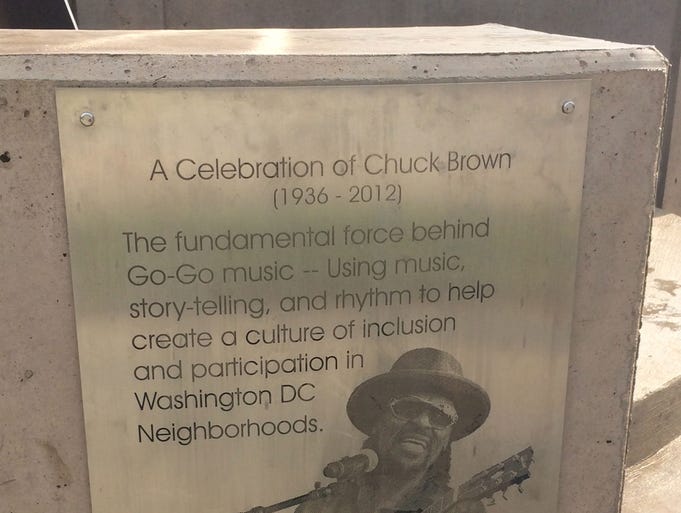 A Celebration of Chuck Brown
(1936 - 2012)
The fundamental force behind
Go-Go music -- Using music,
story-telling, and rhythm to help
create a culture of inclusion
and participation in
Washington DC
Neighborhoods.